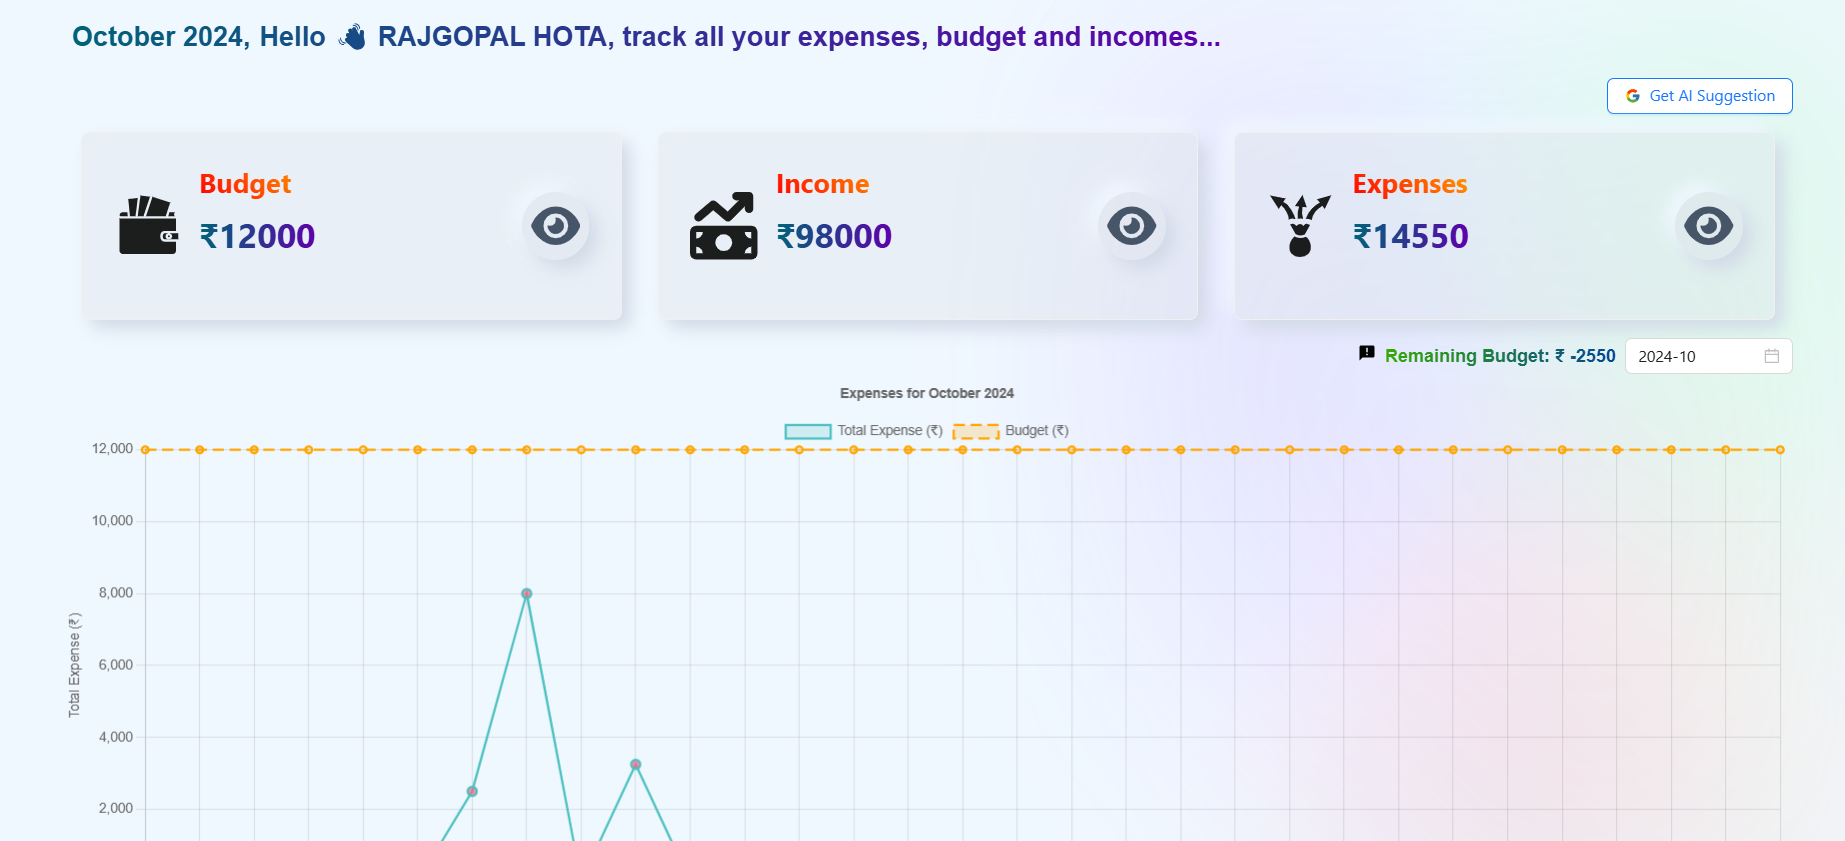 October 2024, Hello RAJGOPAL HOTA, track all your expenses, budget and incomes...
Get AI Suggestion
Budget
₹12000
Income
₹98000
Expenses
₹14550
Remaining Budget: ₹ -2550
2024-10
Expenses for October 2024
Total Expense (₹)
Budget (₹)
12,000
10,000
8,000
6,000
4,000
2,000
Total Expense (₹)